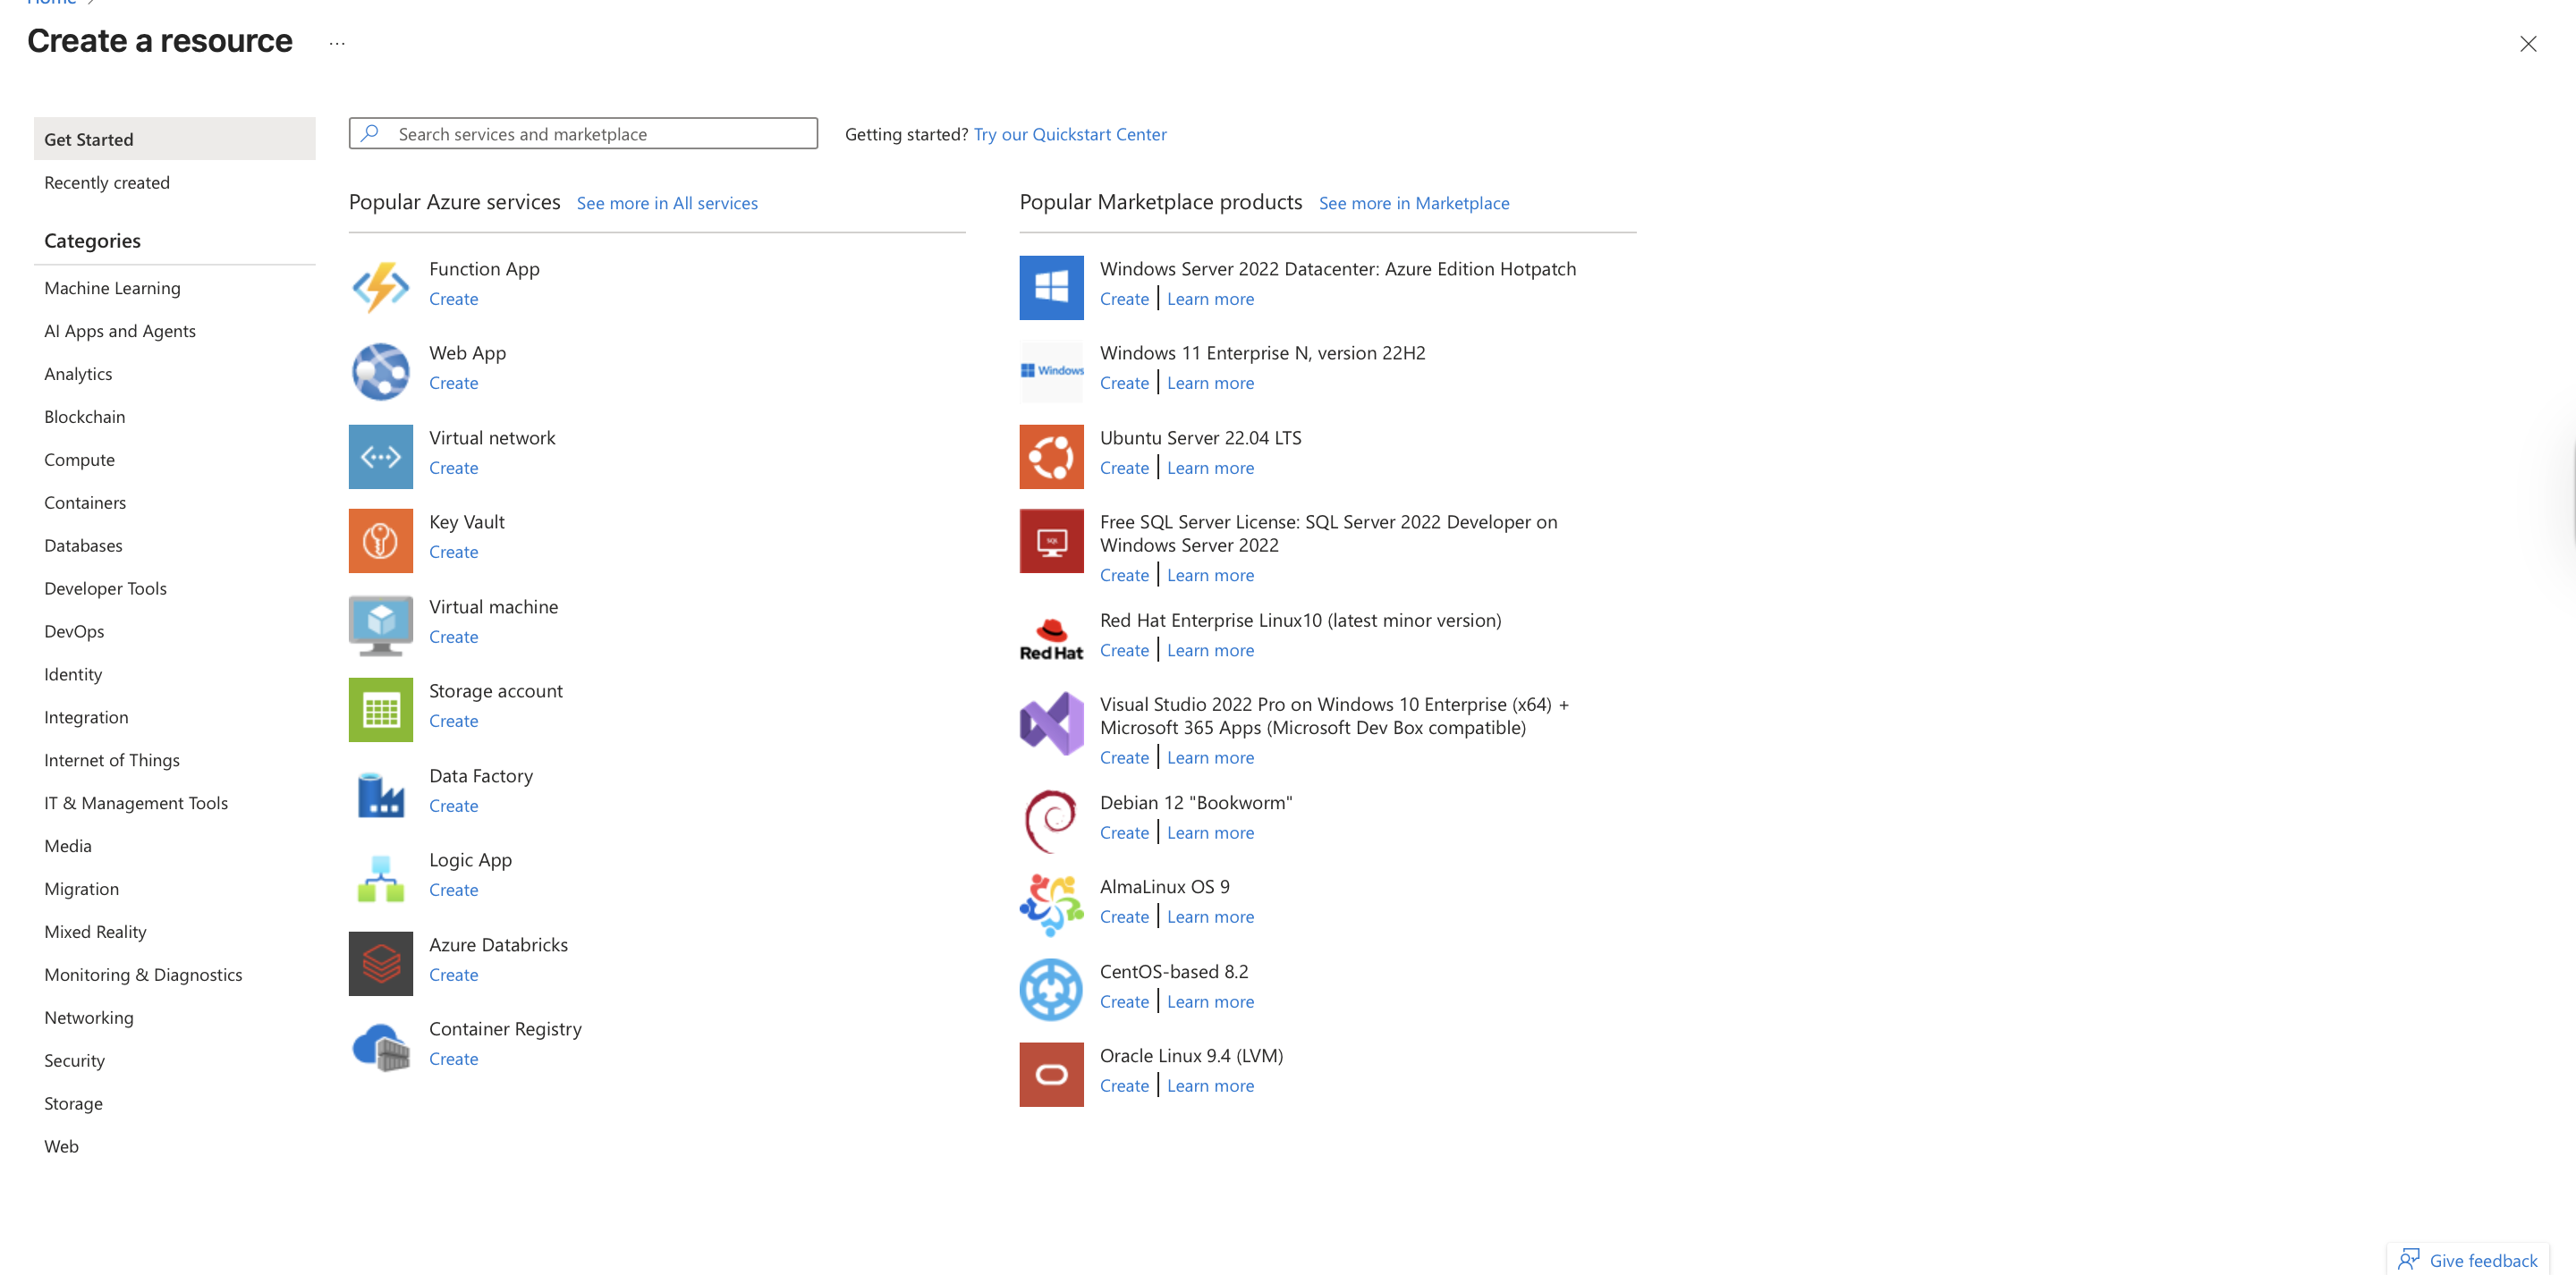 Home >
Create a resource ...
Get Started
Recently created
Categories
Machine Learning
AI Apps and Agents
Analytics
Blockchain
Compute
Containers
Databases
Developer Tools
DevOps
Identity
Integration
Internet of Things
IT & Management Tools
Media
Migration
Mixed Reality
Monitoring & Diagnostics
Networking
Security
Storage
Web
Search services and marketplace
Getting started? Try our Quickstart Center
Popular Azure services See more in All services
Function App
Create
Web App
Create
Virtual network
Create
Key Vault
Create
Virtual machine
Create
Storage account
Create
Data Factory
Create
Logic App
Create
Azure Databricks
Create
Container Registry
Create
Popular Marketplace products See more in Marketplace
Windows Server 2022 Datacenter: Azure Edition Hotpatch
Create | Learn more
Windows
Windows 11 Enterprise N, version 22H2
Create | Learn more
Ubuntu Server 22.04 LTS
Create | Learn more
SQL
Free SQL Server License: SQL Server 2022 Developer on
Windows Server 2022
Create | Learn more
Red Hat
Red Hat Enterprise Linux10 (latest minor version)
Create | Learn more
Visual Studio 2022 Pro on Windows 10 Enterprise (x64) +
Microsoft 365 Apps (Microsoft Dev Box compatible)
Create | Learn more
Debian 12 "Bookworm"
Create | Learn more
AlmaLinux OS 9
Create | Learn more
CentOS-based 8.2
Create | Learn more
Oracle Linux 9.4 (LVM)
Create | Learn more
Give feedback